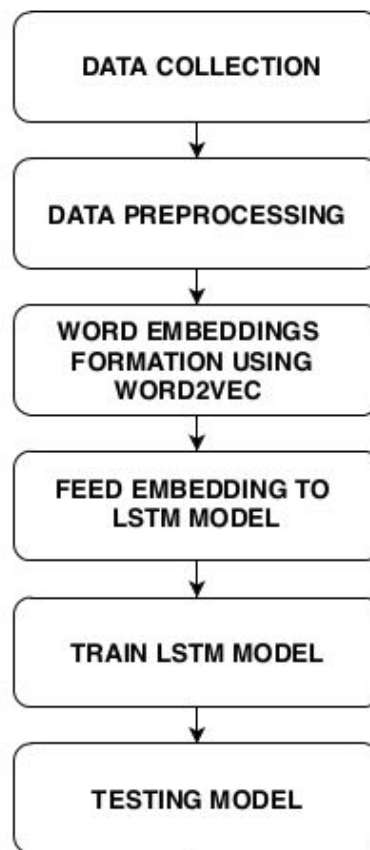 DATA COLLECTION
DATA PREPROCESSING
WORD EMBEDDINGS
FORMATION USING
WORD2VEC
FEED EMBEDDING TO
LSTM MODEL
TRAIN LSTM MODEL
TESTING MODEL